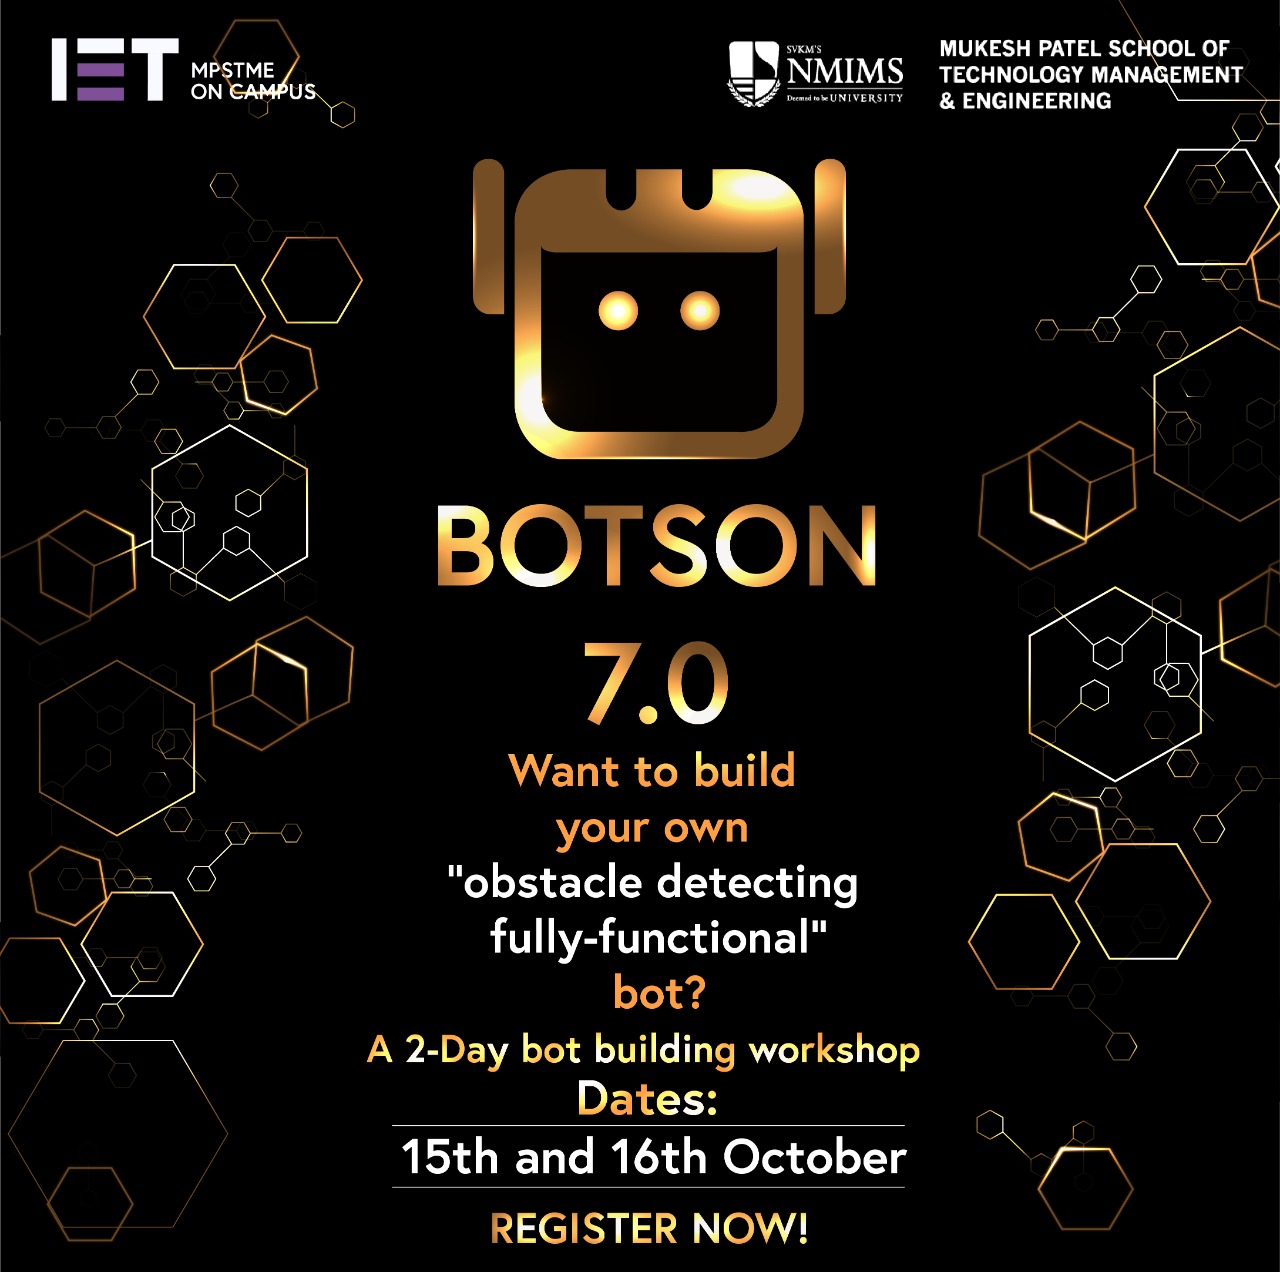 IET
MPSTME
ON CAMPUS
SVKM'S
NMIMS
Deemed to be UNIVERSITY
MUKESH PATEL SCHOOL OF
TECHNOLOGY MANAGEMENT
& ENGINEERING
BOTSON
7.0
Want to build
your own
"obstacle detecting
fully-functional"
bot?
A 2-Day bot building workshop
Dates:
15th and 16th October
REGISTER NOW!